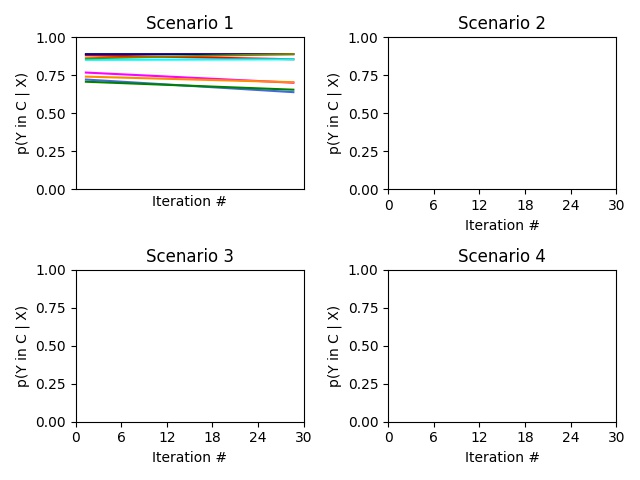 Scenario 1
1.00
0.75
0.50
0.25
0.00
p(Y in C | X)
Iteration #
Scenario 2
1.00
0.75
0.50
0.25
0.00
p(Y in C | X)
0 6 12 18 24 30
Iteration #
Scenario 3
1.00
0.75
0.50
0.25
0.00
p(Y in C | X)
0 6 12 18 24 30
Iteration #
Scenario 4
1.00
0.75
0.50
0.25
0.00
p(Y in C | X)
0 6 12 18 24 30
Iteration #